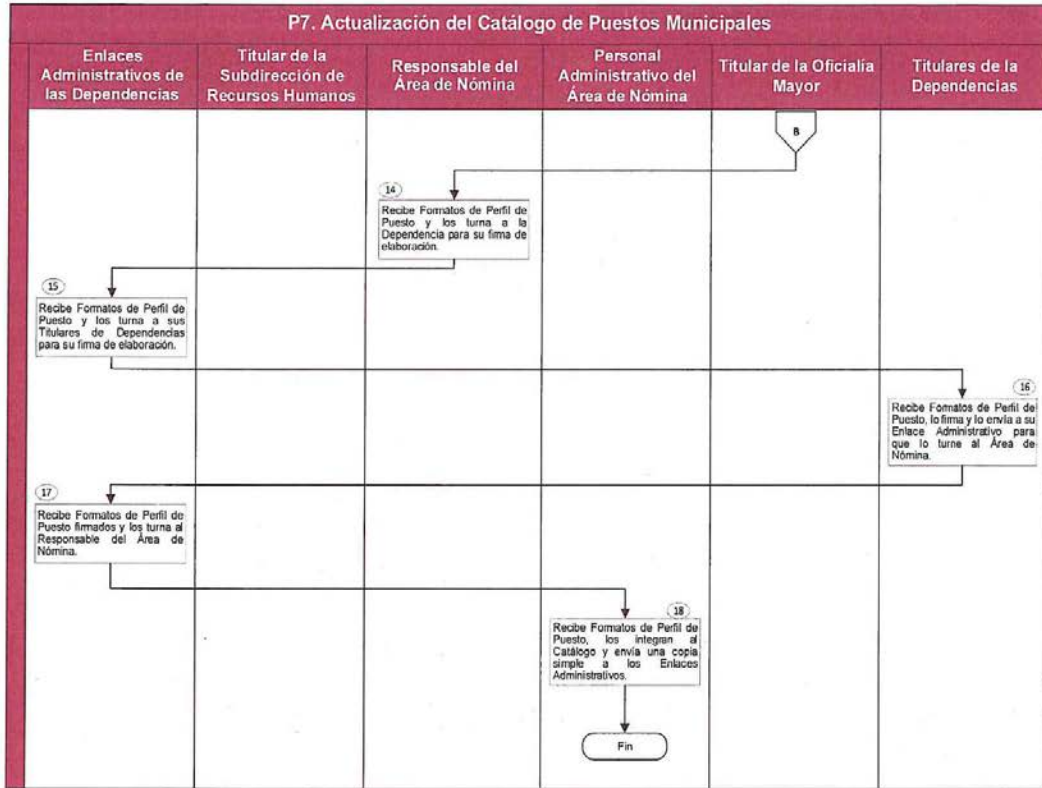 P7. Actualización del Catálogo de Puestos Municipales
Enlaces
Administrativos de
las Dependencias
Titular de la
Subdirección de
Recursos Humanos
Responsable del
Área de Nómina
Personal
Administrativo del
Área de Nómina
Titular de la Oficialía
Mayor
Titulares de la
Dependencias
B
14
Recibe Formatos de Perfil de
Puesto y los turna a la
Dependencia para su firma de
elaboración.
15
Recibe Formatos de Perfil de
Puesto y los turna a sus
Titulares de Dependencias
para su firma de elaboración.
16
Recibe Formatos de Perfil de
Puesto, lo firma y lo envía a su
Enlace Administrativo para
que lo turne al Área de
Nómina.
17
Recibe Formatos de Perfil de
Puesto firmados y los turna al
Responsable del Área de
Nómina.
18
Recibe Formatos de Perfil de
Puesto, los integran al
Catálogo y envía una copia
simple a los Enlaces
Administrativos.
Fin